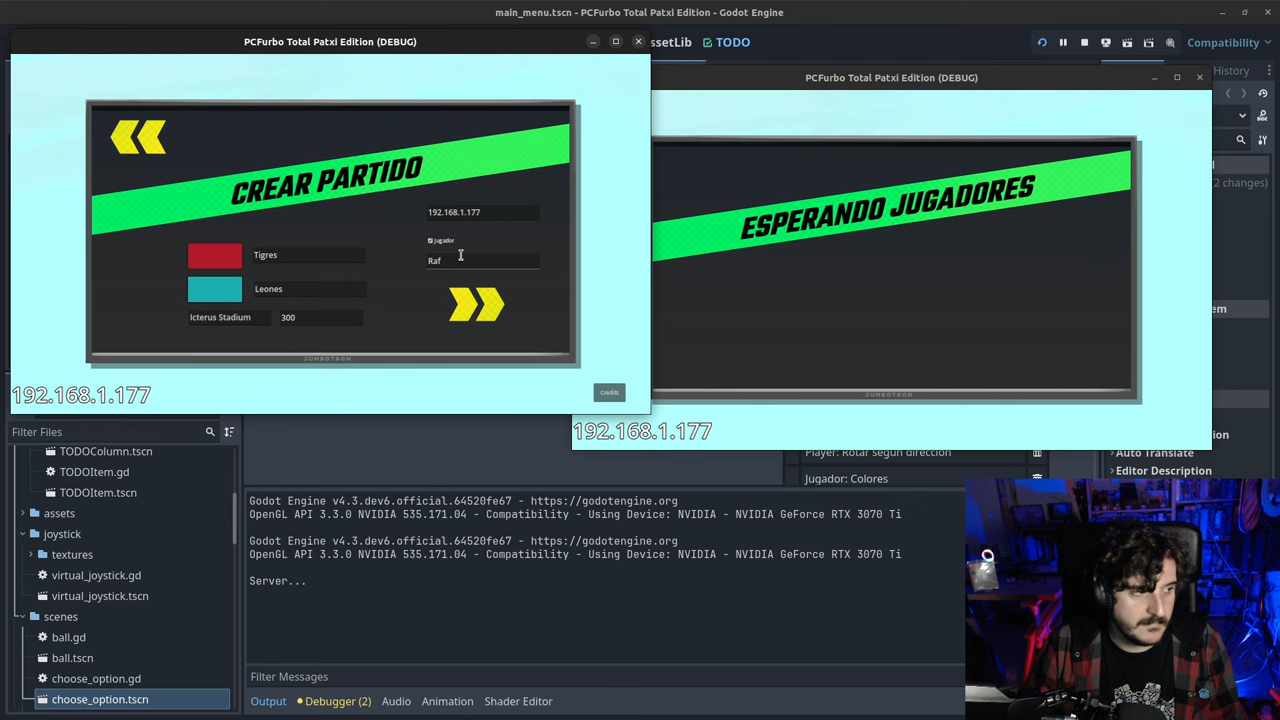 main_menu.tscn - PCFurbo Total Patxi Edition - Godot Engine
PCFurbo Total Patxi Edition (DEBUG)
ssetLib
TODO
Compatibility
PCFurbo Total Patxi Edition (DEBUG)
History
CREAR PARTIDO
192.168.1.177
Jugador
Raf
Tigres
Leones
Icterus Stadium
300
JUMBOTRON
192.168.1.177
Credits
ESPERANDO JUGADORES
JUMBOTRON
192.168.1.177
2 changes)
em
ion
Player: Rotar segun direccion
Auto Translate
Editor Description
Jugador: Colores
Filter Files
TODOColumn.tscn
TODOItem.gd
TODOItem.tscn
assets
joystick
textures
virtual_joystick.gd
virtual_joystick.tscn
scenes
ball.gd
ball.tscn
choose_option.gd
choose_option.tscn
Godot Engine v4.3.dev6.official.64520fe67 - https://godotengine.org
OpenGL API 3.3.0 NVIDIA 535.171.04 - Compatibility - Using Device: NVIDIA - NVIDIA GeForce RTX 3070 Ti
Godot Engine v4.3.dev6.official.64520fe67 - https://godotengine.org
OpenGL API 3.3.0 NVIDIA 535.171.04 - Compatibility - Using Device: NVIDIA - NVIDIA GeForce RTX 3070 Ti
Server...
Filter Messages
Output
Debugger (2)
Audio
Animation
Shader Editor